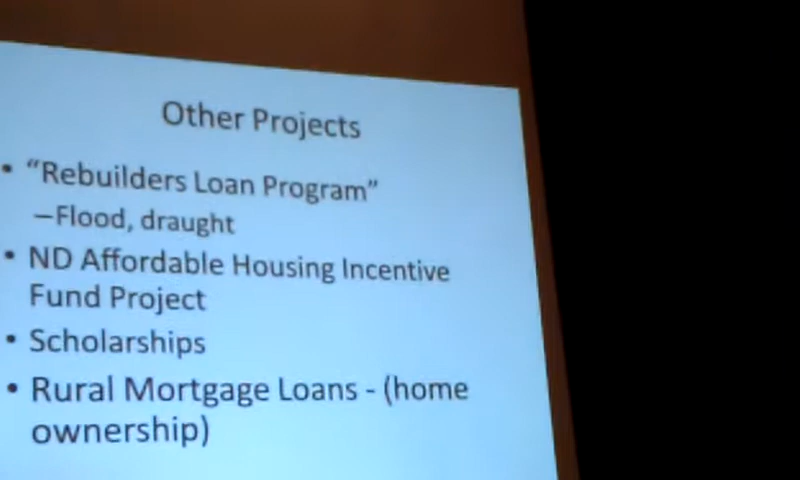 Other Projects
• “Rebuilders Loan Program”
–Flood, draught
• ND Affordable Housing Incentive
Fund Project
• Scholarships
• Rural Mortgage Loans - (home
ownership)